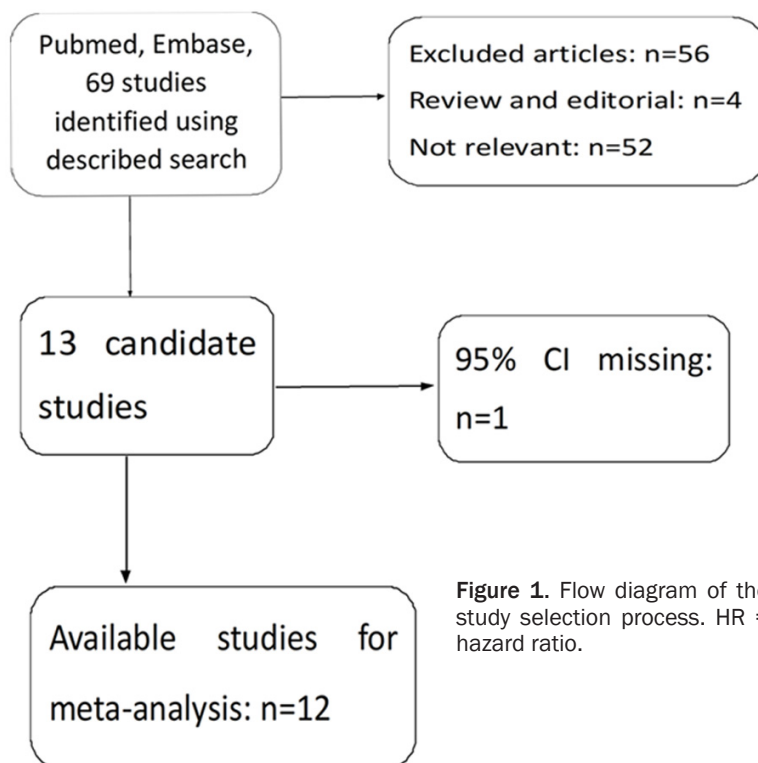 Pubmed, Embase,
69 studies
identified using
described search
Excluded articles: n=56
Review and editorial: n=4
Not relevant: n=52
13 candidate
studies
95% CI missing:
n=1
Available studies for
meta-analysis: n=12
Figure 1. Flow diagram of the
study selection process. HR =
hazard ratio.